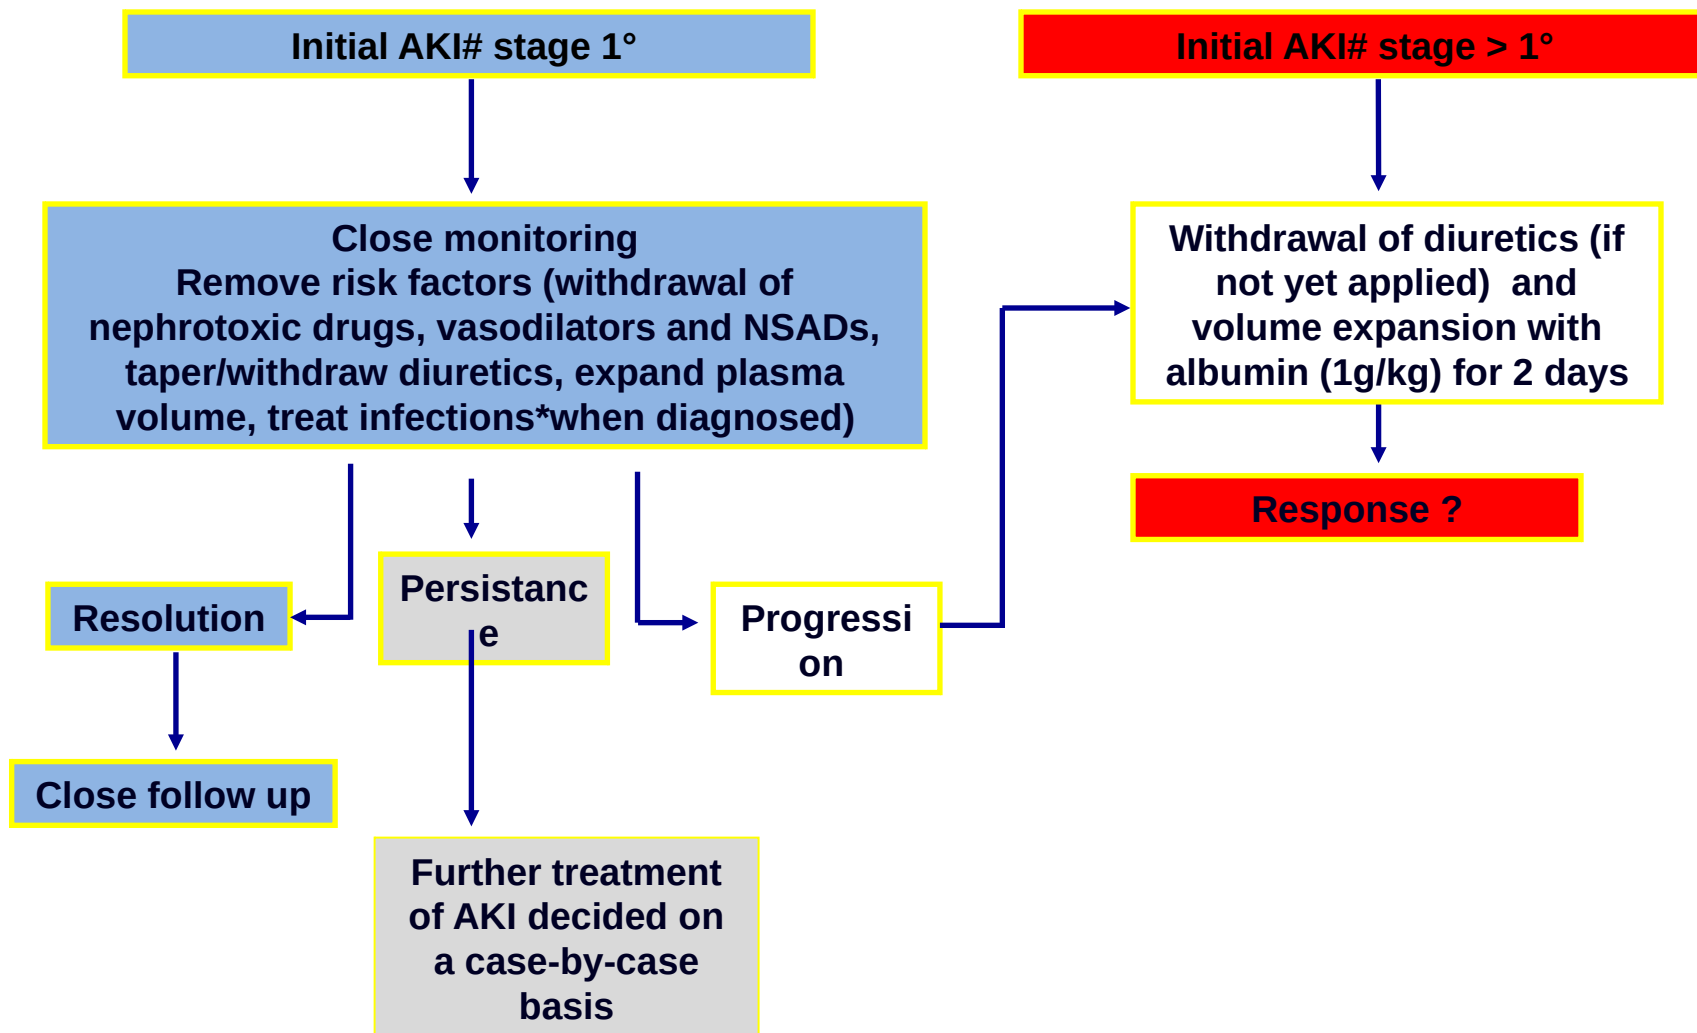 Initial AKI# stage 1°
Initial AKI# stage > 1°
Close monitoring
Remove risk factors (withdrawal of
nephrotoxic drugs, vasodilators and NSADs,
taper/withdraw diuretics, expand plasma
volume, treat infections*when diagnosed)
Withdrawal of diuretics (if
not yet applied)  and
volume expansion with
albumin (1g/kg) for 2 days
Response ?
Resolution
Persistanc
e
Progressi
on
Close follow up
Further treatment
of AKI decided on
a case-by-case
basis